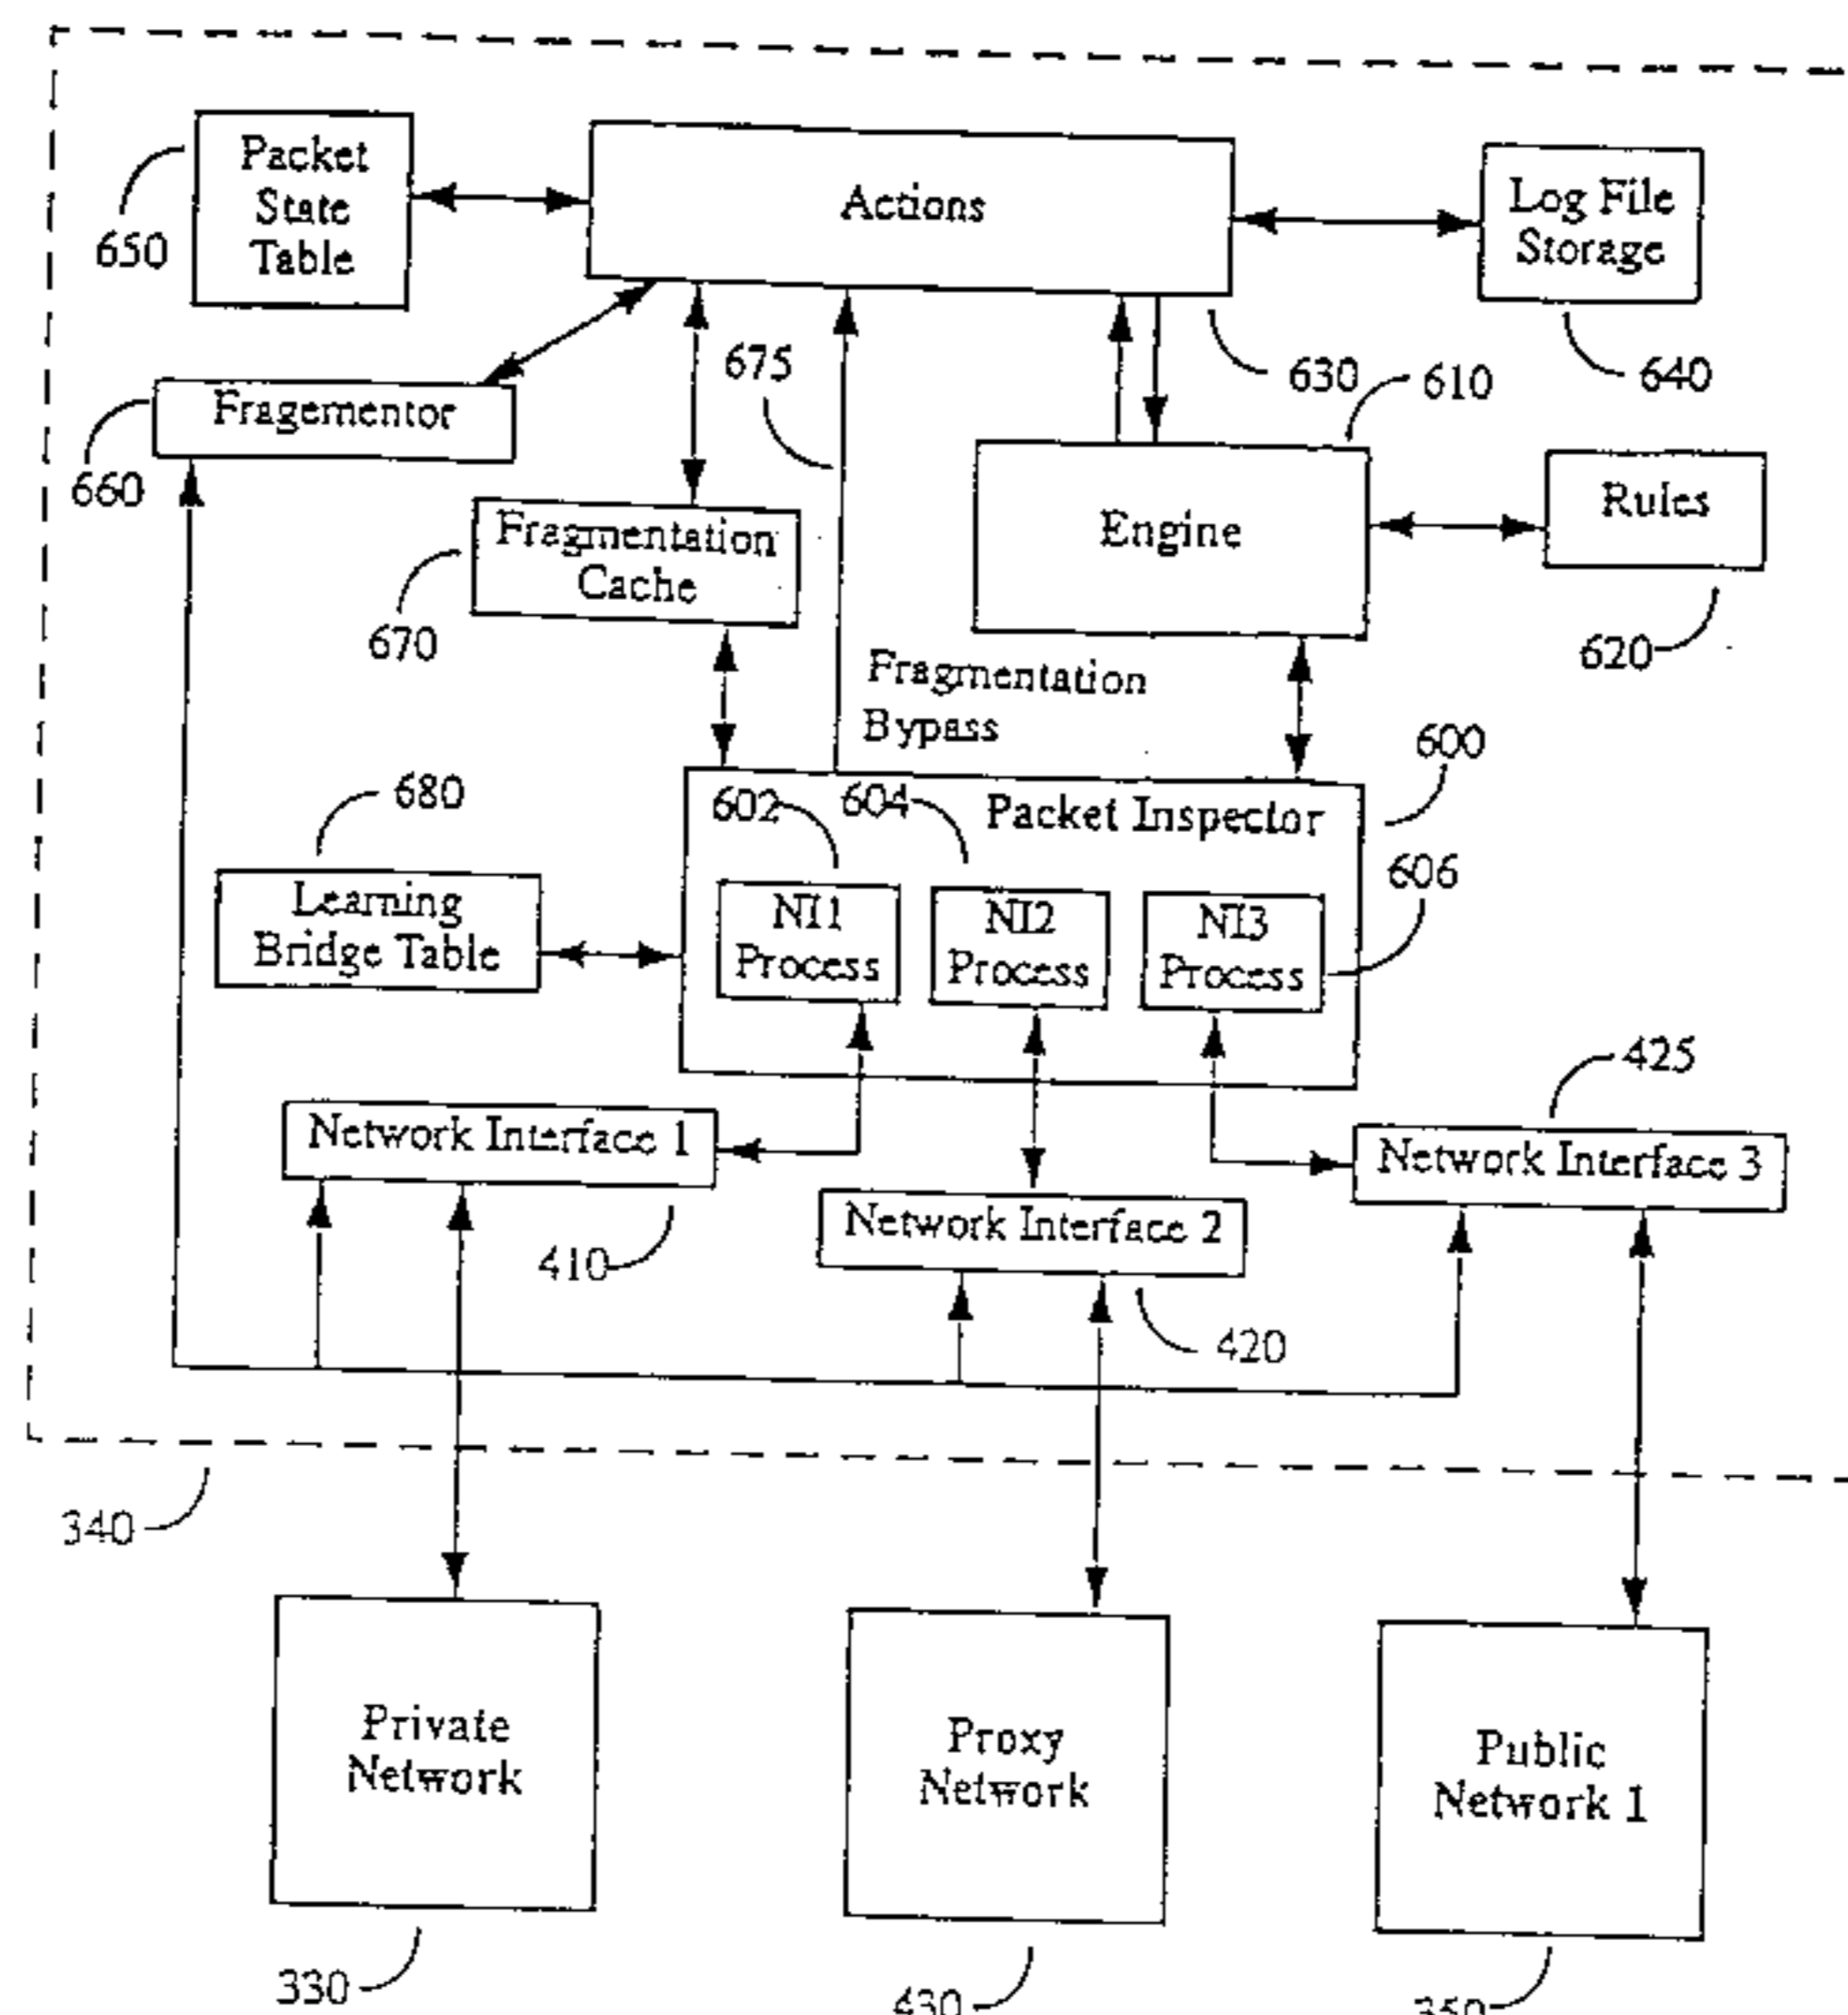 Packet
State
Table
650
Actions
Log File
Storage
640
630
675
Fragementor
660
610
Engine
Rules
620
Fragmentation
Cache
670
Fragmentation
Bypass
600
Packet Inspector
602
604
606
680
Learning
Bridge Table
NI1
Process
NI2
Process
NI3
Process
425
Network Interface 1
410
Network Interface 2
420
Network Interface 3
340
Private
Network
330
Proxy
Network
430
Public
Network 1
350